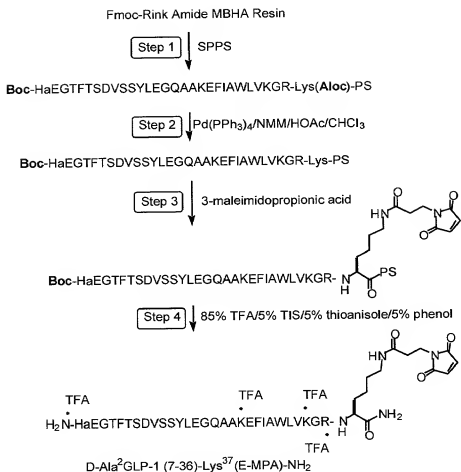 Fmoc-Rink Amide MBHA Resin
Step 1 SPPS
Boc-HaEGTFTSDVSSYLEGQAAKEFIAWLVKGR-Lys(Aloc)-PS
Step 2 Pd(PPh3)4/NMM/HOAc/CHCl3
Boc-HaEGTFTSDVSSYLEGQAAKEFIAWLVKGR-Lys-PS
Step 3 3-maleimidopropionic acid
O
O
HN
N
O
Boc-HaEGTFTSDVSSYLEGQAAKEFIAWLVKGR-
N
H
PS
O
Step 4 85% TFA/5% TIS/5% thioanisole/5% phenol
O
O
HN
N
O
TFA
TFA
TFA
H2N-HaEGTFTSDVSSYLEGQAAKEFIAWLVKGR-
N
H
NH2
O
TFA
D-Ala2GLP-1 (7-36)-Lys37(E-MPA)-NH2